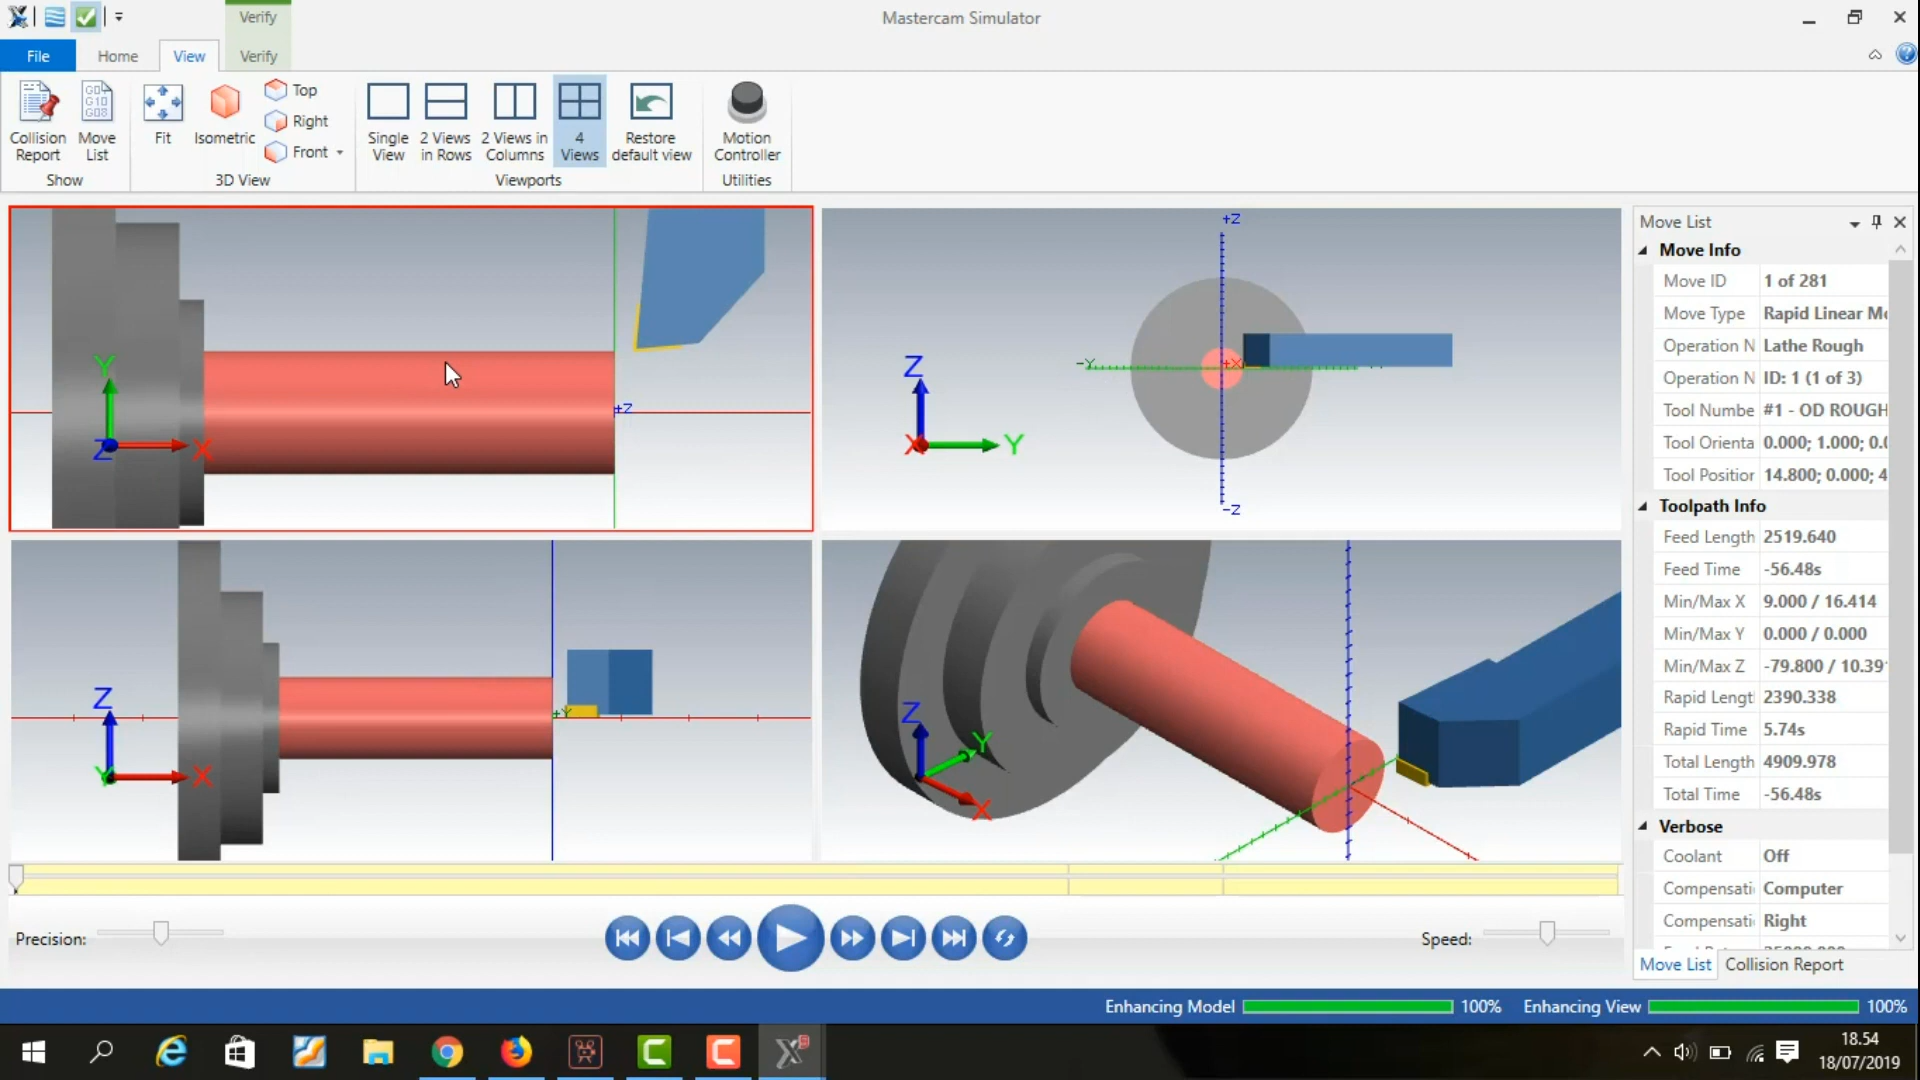 Verify
Mastercam Simulator
File
Home
View
Verify
Collision
Report
Move
List
Show
Fit
Isometric
Top
Right
Front
3D View
Single
View
2 Views
in Rows
2 Views in
Columns
4
Views
Restore
default view
Viewports
Motion
Controller
Utilities
Y
Z
X
+Z
+Z
-Z
-Y
+X
Z
X
Y
Z
Y
X
+Y
Z
Y
X
Move List
Move Info
Move ID 1 of 281
Move Type Rapid Linear M
Operation N Lathe Rough
Operation N ID: 1 (1 of 3)
Tool Numbe #1 - OD ROUGH
Tool Orienta 0.000; 1.000; 0.0
Tool Position 14.800; 0.000; 4
Toolpath Info
Feed Length 2519.640
Feed Time -56.48s
Min/Max X 9.000 / 16.414
Min/Max Y 0.000 / 0.000
Min/Max Z -79.800 / 10.39
Rapid Lengt 2390.338
Rapid Time 5.74s
Total Length 4909.978
Total Time -56.48s
Verbose
Coolant Off
Compensati Computer
Compensati Right
Move List
Collision Report
Precision:
Speed:
Enhancing Model 100%
Enhancing View 100%
18.54
18/07/2019